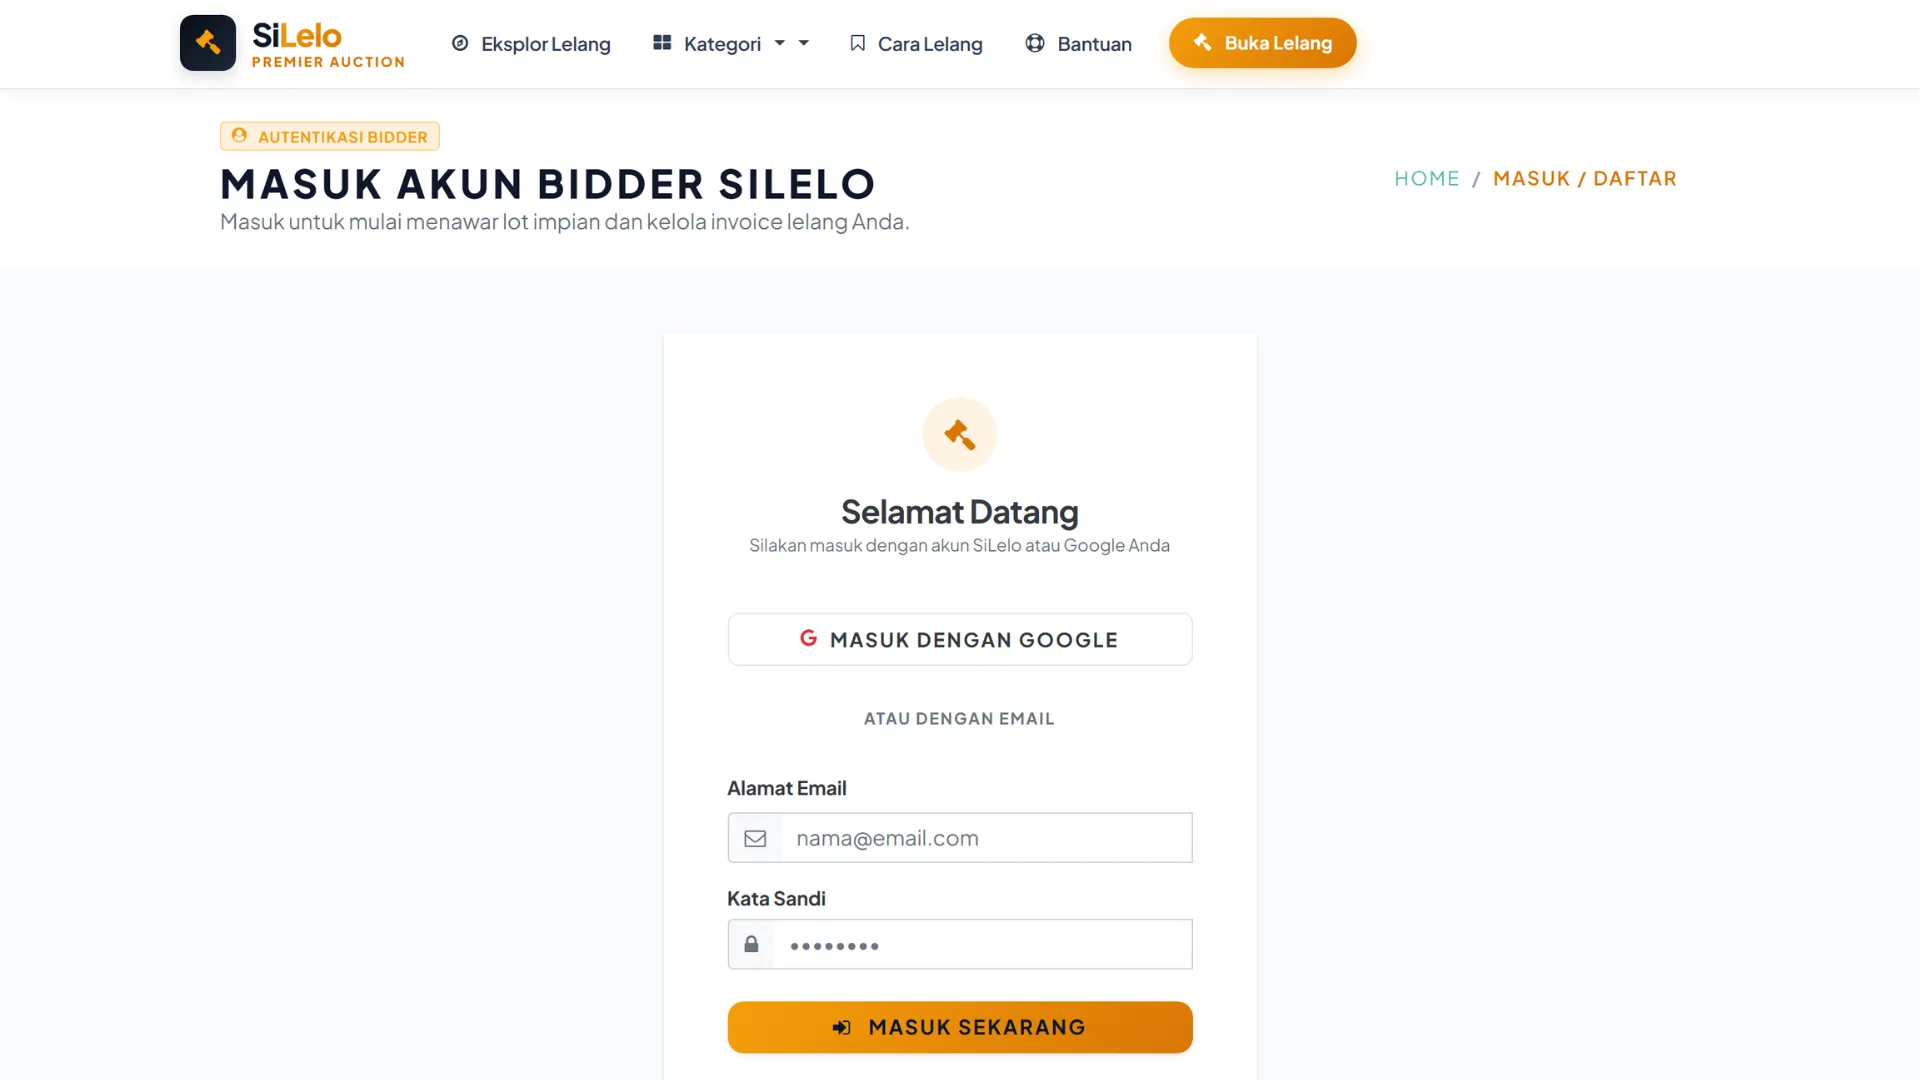 SiLelo
PREMIER AUCTION
Eksplor Lelang
Kategori
Cara Lelang
Bantuan
Buka Lelang
AUTENTIKASI BIDDER
MASUK AKUN BIDDER SILELO
Masuk untuk mulai menawar lot impian dan kelola invoice lelang Anda.
HOME / MASUK / DAFTAR
Selamat Datang
Silakan masuk dengan akun SiLelo atau Google Anda
G MASUK DENGAN GOOGLE
ATAU DENGAN EMAIL
Alamat Email
nama@email.com
Kata Sandi
••••••••
MASUK SEKARANG